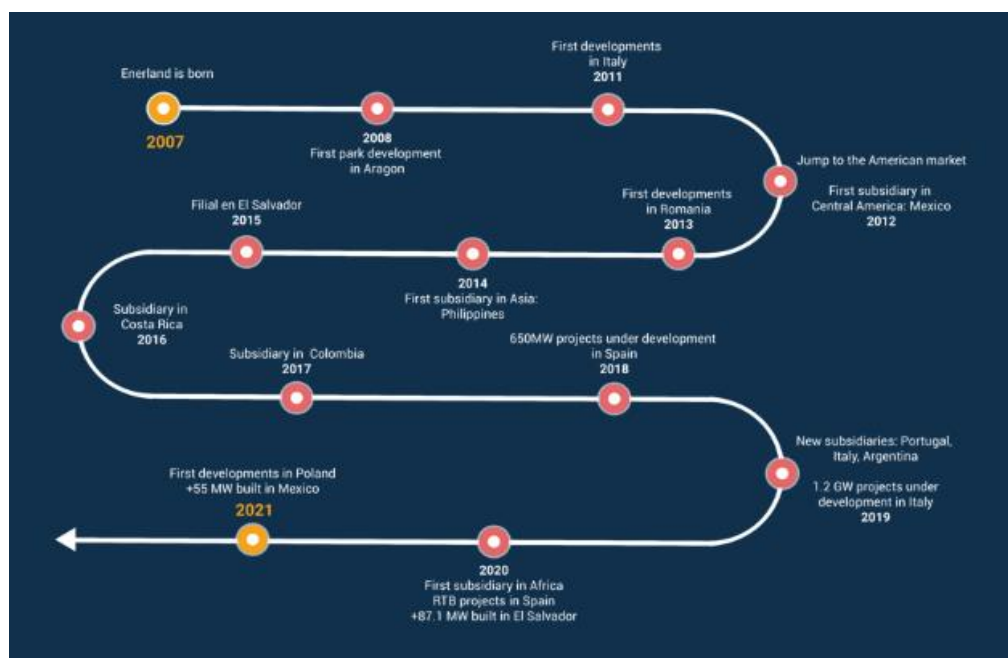 Enerland is born
2007
2008
First park development
in Aragon
First developments
in Italy
2011
Jump to the American market
First subsidiary in
Central America: Mexico
2012
First developments
in Romania
2013
2014
First subsidiary in Asia:
Philippines
Filial en El Salvador
2015
Subsidiary in
Costa Rica
2016
Subsidiary in Colombia
2017
650MW projects under development
in Spain
2018
New subsidiaries: Portugal,
Italy, Argentina
1.2 GW projects under
development in Italy
2019
2020
First subsidiary in Africa
RTB projects in Spain
+87.1 MW built in El Salvador
First developments in Poland
+55 MW built in Mexico
2021